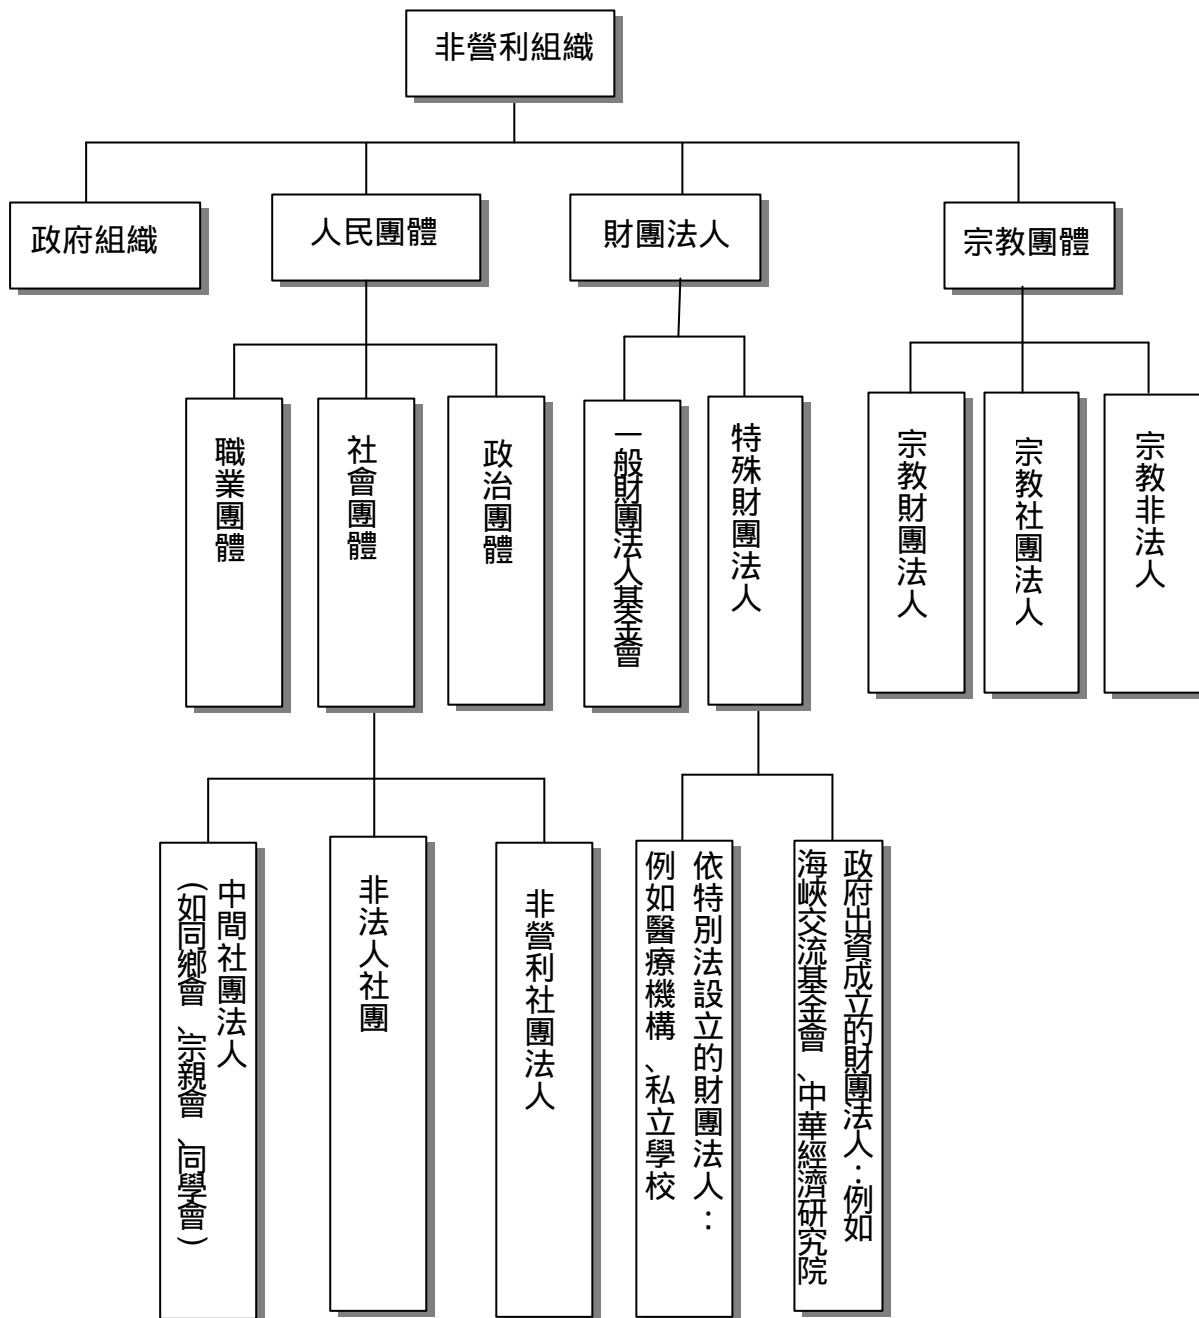 非營利組織
政府組織
人民團體
財團法人
宗教團體
職業團體
社會團體
政治團體
一般財團法人基金會
特殊財團法人
宗教財團法人
宗教社團法人
宗教非法人
中間社團法人
(如同鄉會、宗親會、同學會)
非法人社團
非營利社團法人
依特別法設立的財團法人:
例如醫療機構、私立學校
政府出資成立的財團法人:例如
海峽交流基金會、中華經濟研究院